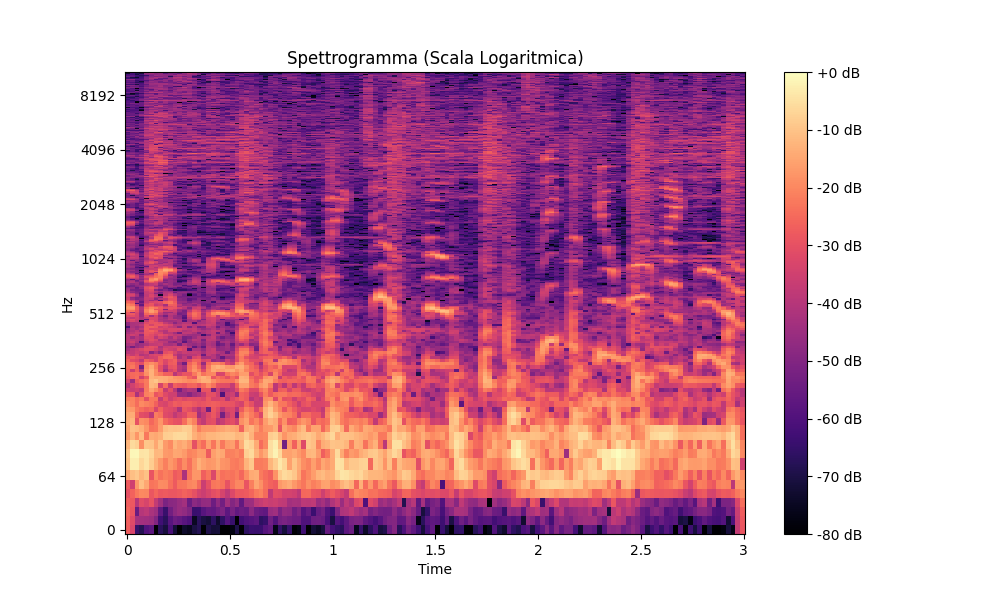 Spettrogramma (Scala Logaritmica)
8192
4096
2048
1024
512
256
128
64
0
Hz
0
0.5
1
1.5
2
2.5
3
Time
+0 dB
-10 dB
-20 dB
-30 dB
-40 dB
-50 dB
-60 dB
-70 dB
-80 dB